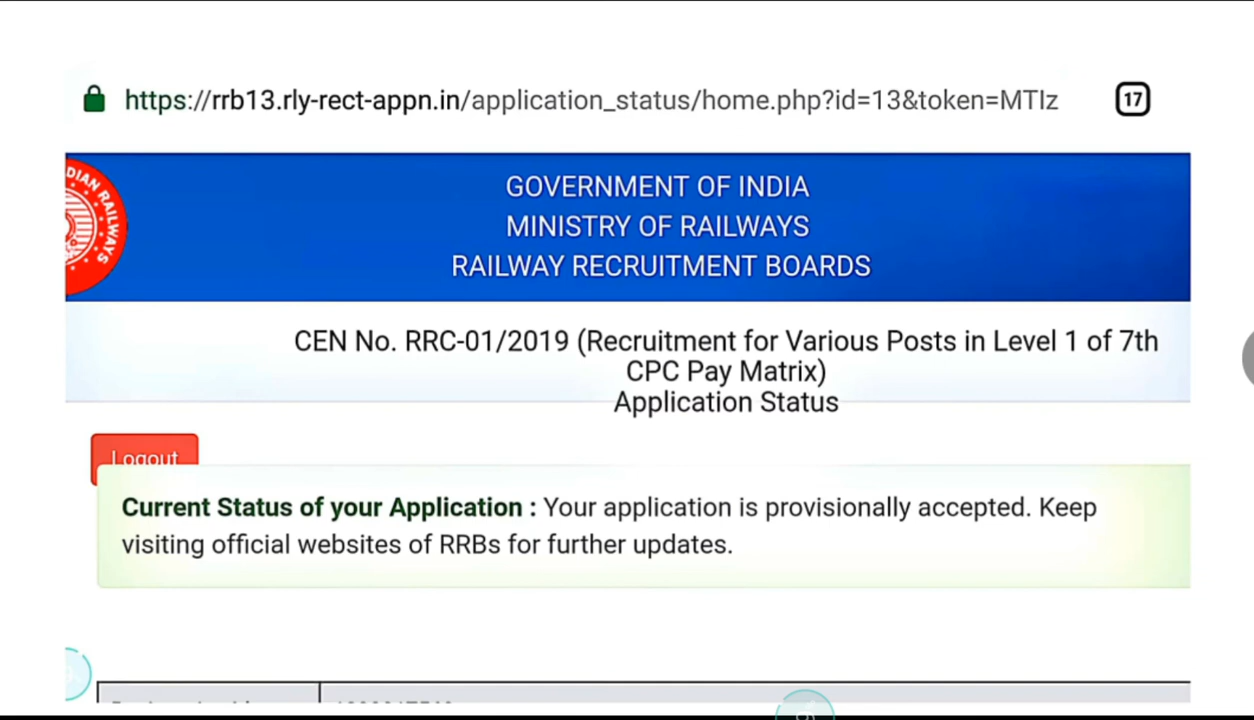 https://rrb13.rly-rect-appn.in/application_status/home.php?id=13&token=MTIz
17
GOVERNMENT OF INDIA
MINISTRY OF RAILWAYS
RAILWAY RECRUITMENT BOARDS
DIAN RAILWAYS
CEN No. RRC-01/2019 (Recruitment for Various Posts in Level 1 of 7th
CPC Pay Matrix)
Application Status
Logout
Current Status of your Application : Your application is provisionally accepted. Keep
visiting official websites of RRBs for further updates.